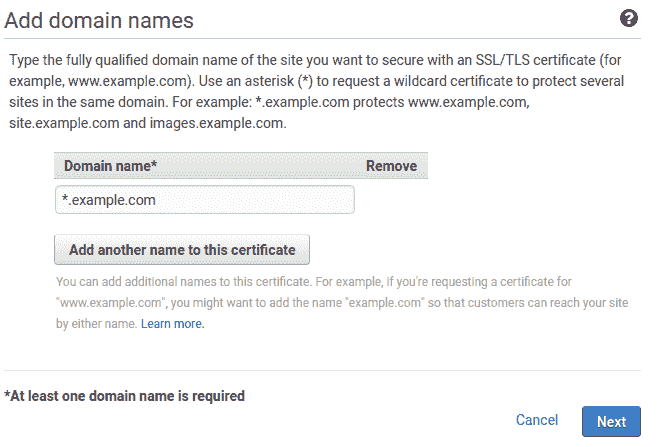 Add domain names
?
Type the fully qualified domain name of the site you want to secure with an SSL/TLS certificate (for
example, www.example.com). Use an asterisk (*) to request a wildcard certificate to protect several
sites in the same domain. For example: *.example.com protects www.example.com,
site.example.com and images.example.com.
Domain name* Remove
*.example.com
Add another name to this certificate
You can add additional names to this certificate. For example, if you're requesting a certificate for
"www.example.com", you might want to add the name "example.com" so that customers can reach your site
by either name. Learn more.
*At least one domain name is required
Cancel Next